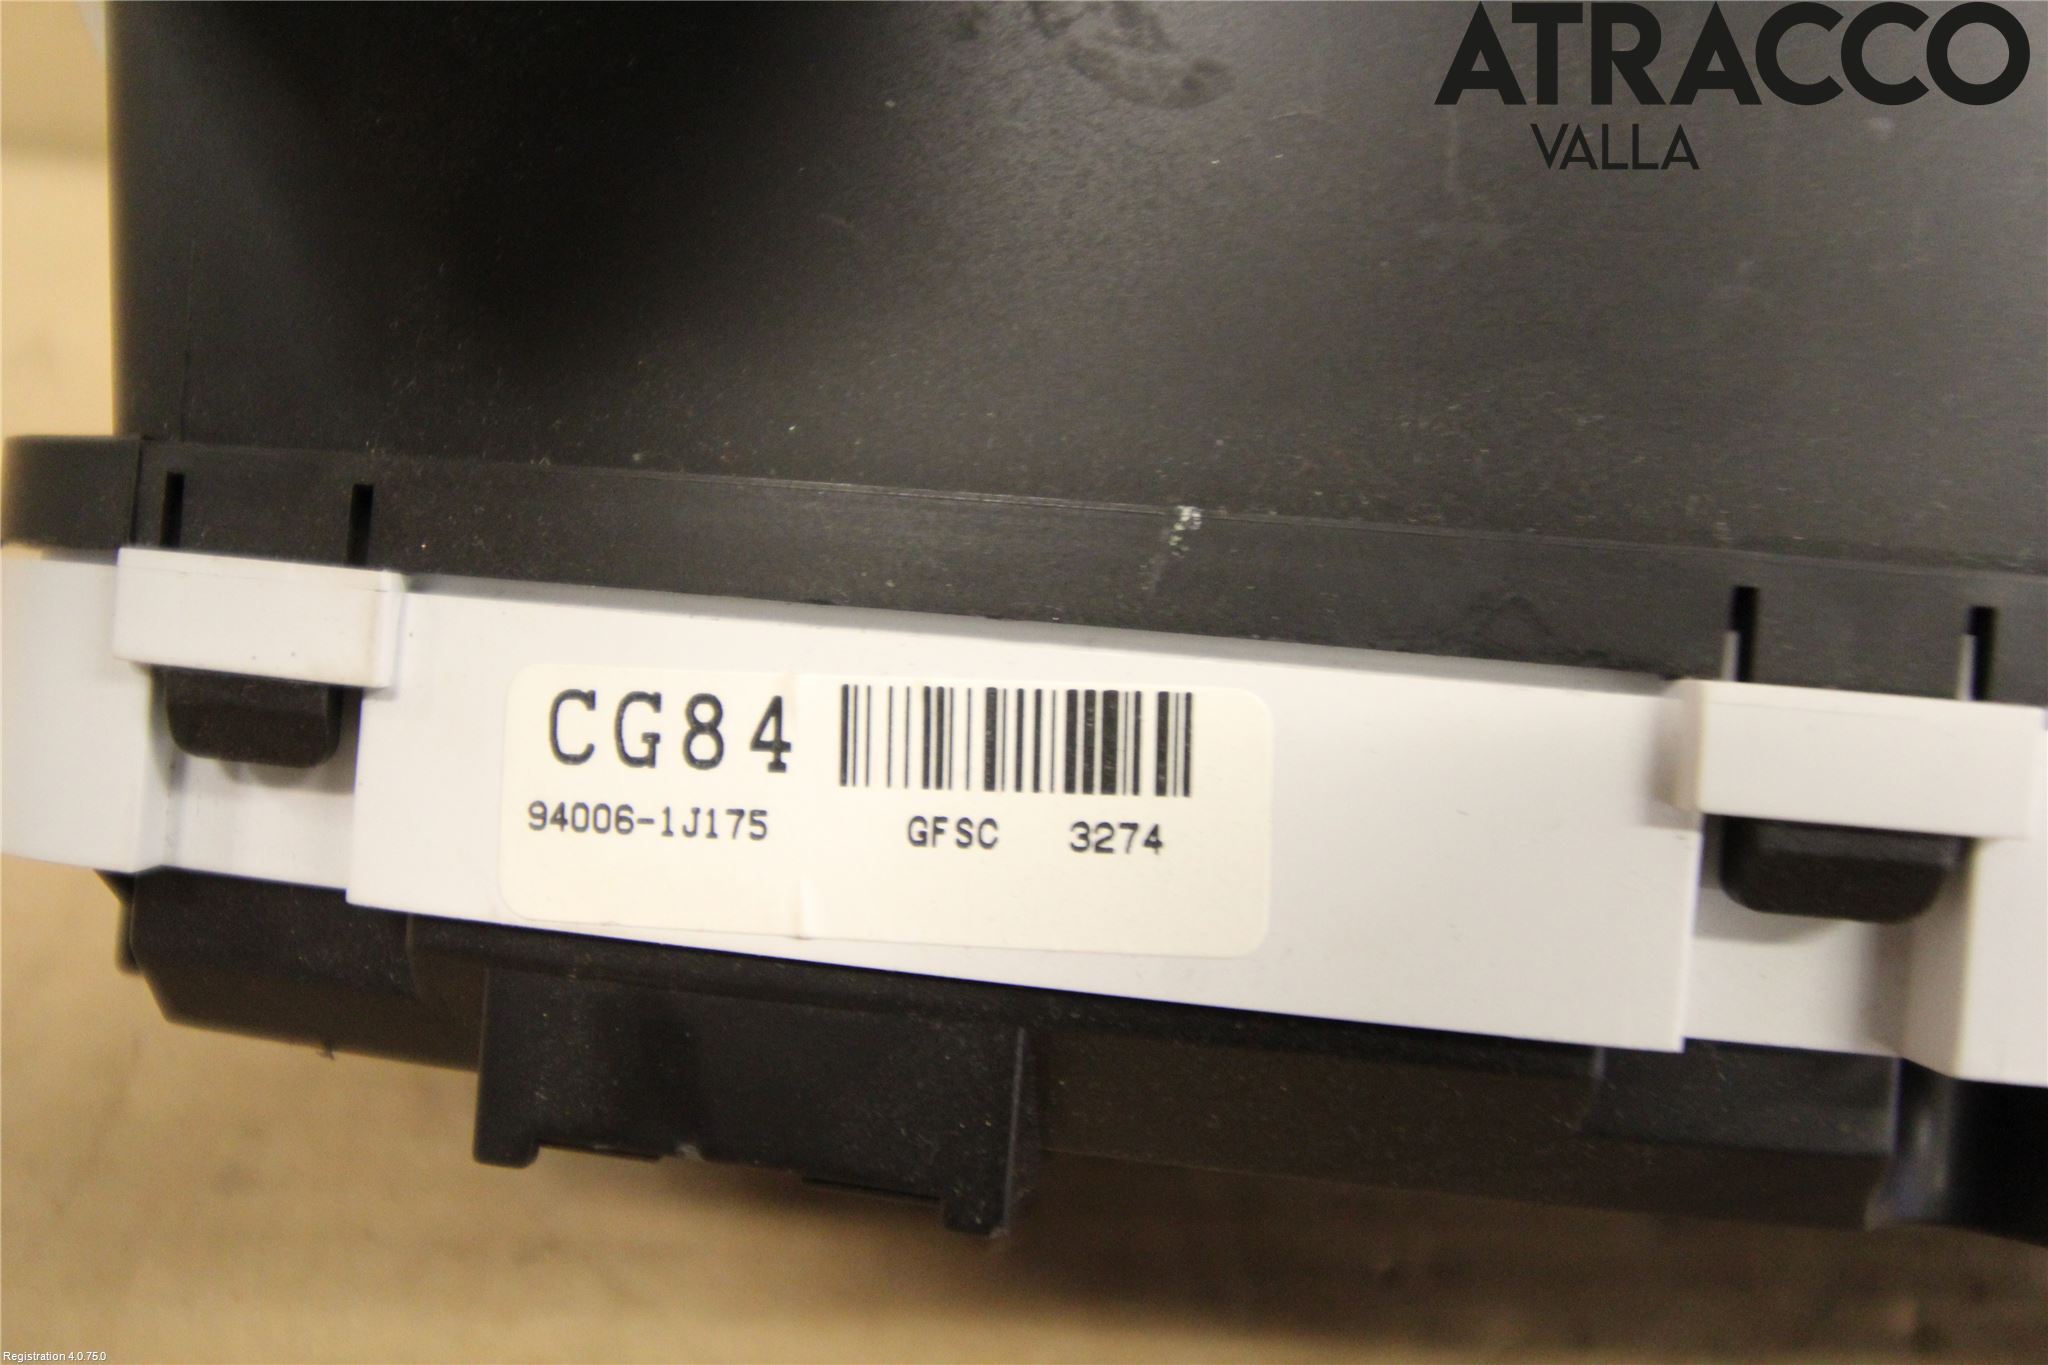 ATRACCO
VALLA
CG84
94006-1J175 GFSC 3274
Registration 4.0.75.0